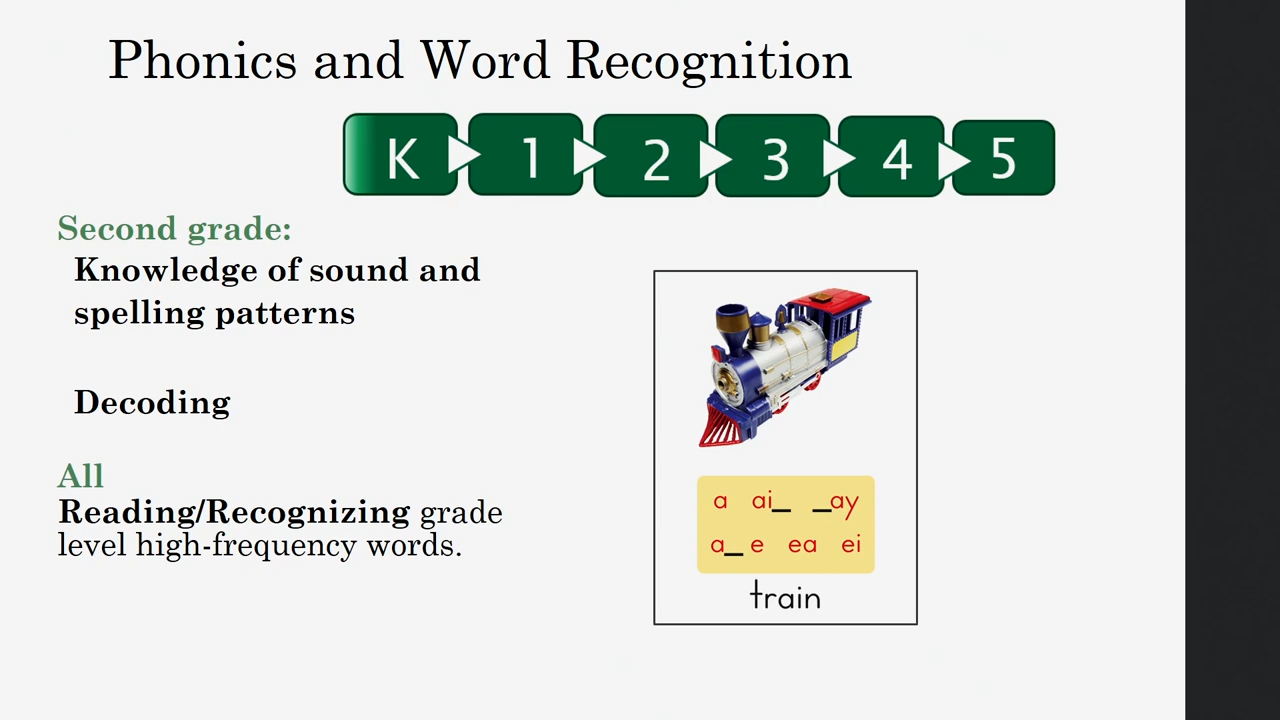 Phonics and Word Recognition
K 1 2 3 4 5
Second grade:
Knowledge of sound and
spelling patterns
Decoding
All
Reading/Recognizing grade
level high-frequency words.
a ai_ _ay
a_e ea ei
train